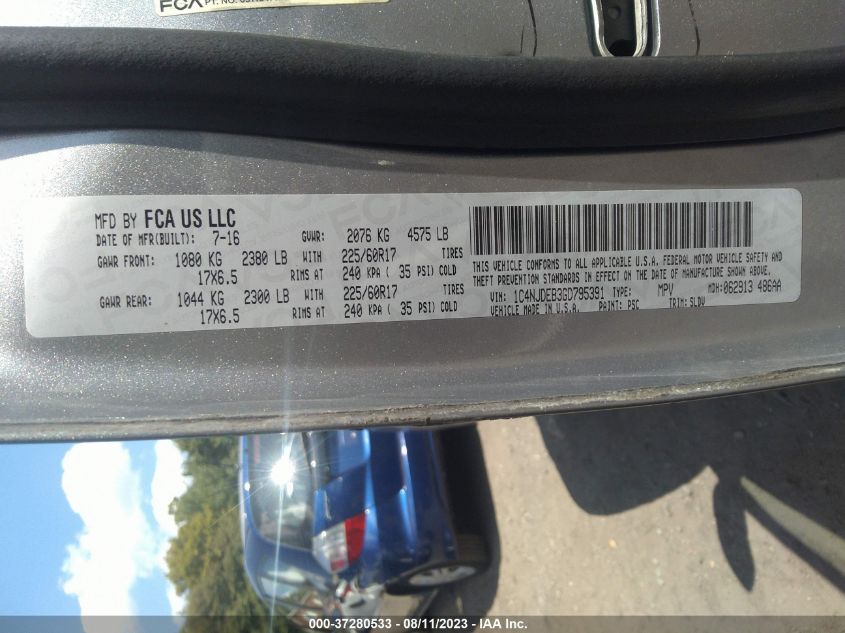 FCA PT. NO.
MFD BY FCA US LLC
DATE OF MFR(BUILT): 7-16 GVWR: 2076 KG 4575 LB
GAWR FRONT: 1080 KG 2380 LB WITH 225/60R17 TIRES
17X6.5 RIMS AT 240 KPA ( 35 PSI) COLD
GAWR REAR: 1044 KG 2300 LB WITH 225/60R17 TIRES
17X6.5 RIMS AT 240 KPA ( 35 PSI) COLD
THIS VEHICLE CONFORMS TO ALL APPLICABLE U.S.A. FEDERAL MOTOR VEHICLE SAFETY AND
THEFT PREVENTION STANDARDS IN EFFECT ON THE DATE OF MANUFACTURE SHOWN ABOVE.
VIN: 1C4NJDEB3GD795391 TYPE: MPV MDH:062913 486AA
VEHICLE MADE IN U.S.A. PAINT: PSC TRIM: SLDV
000-37280533 - 08/11/2023 - IAA Inc.